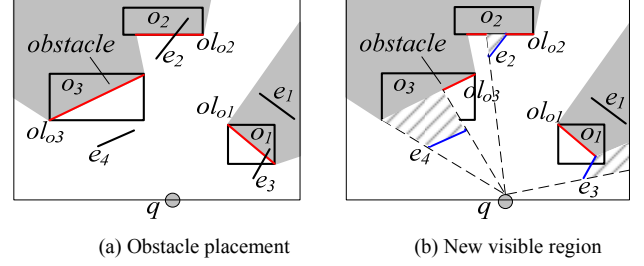 o2
e2
olo2
obstacle
o3
olo3
e4
olo1
e1
o1
e3
q
(a) Obstacle placement
o2
e2
olo2
obstacle
o3
olo3
e4
olo1
e1
o1
e3
q
(b) New visible region